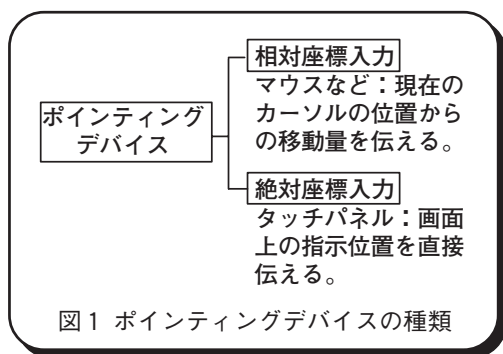 ポインティング
デバイス
相対座標入力
マウスなど：現在の
カーソルの位置から
の移動量を伝える。
絶対座標入力
タッチパネル：画面
上の指示位置を直接
伝える。
図1 ポインティングデバイスの種類